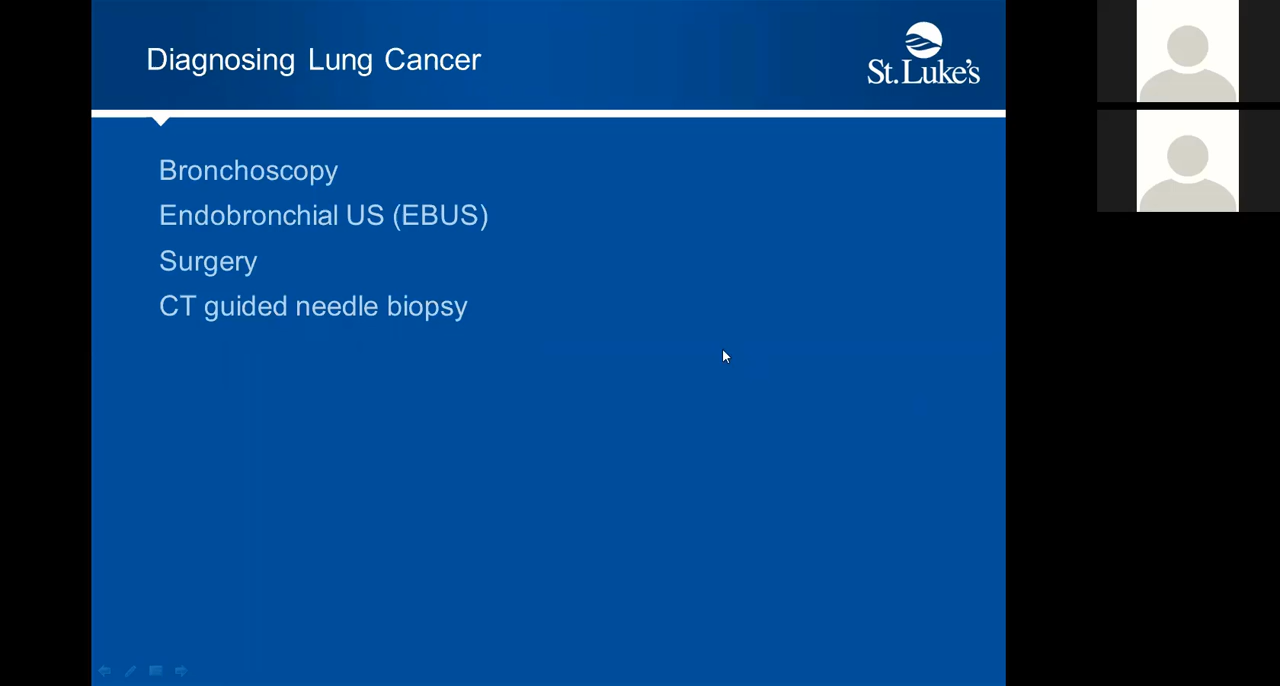 Diagnosing Lung Cancer
St. Luke's
Bronchoscopy
Endobronchial US (EBUS)
Surgery
CT guided needle biopsy